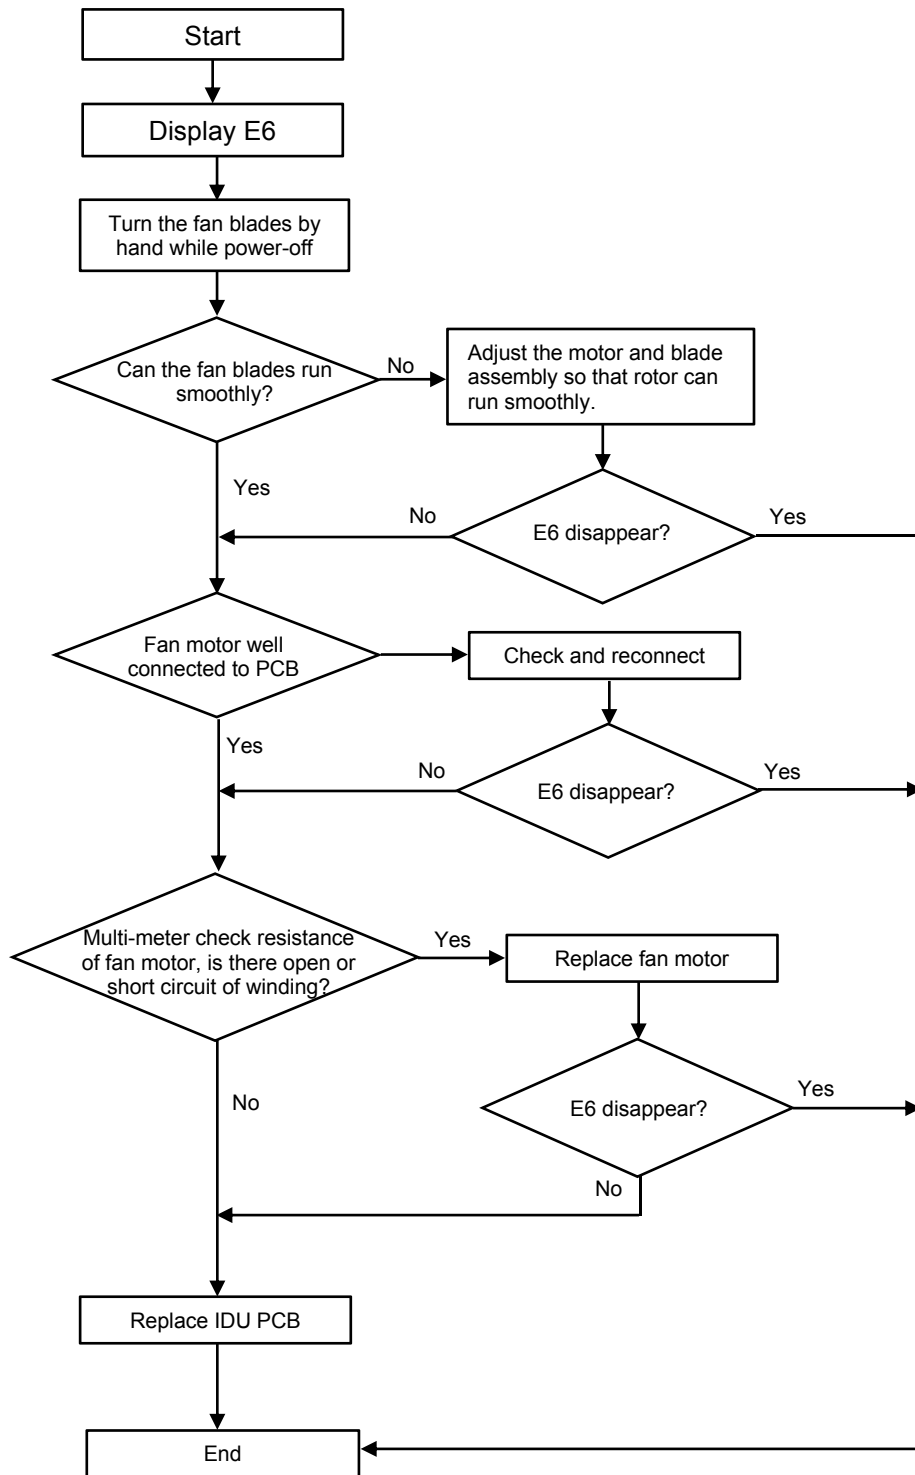 Start
Display E6
Turn the fan blades by
hand while power-off
Can the fan blades run
smoothly?
No
Adjust the motor and blade
assembly so that rotor can
run smoothly.
Yes
No
E6 disappear?
Yes
Fan motor well
connected to PCB
Check and reconnect
Yes
No
E6 disappear?
Yes
Multi-meter check resistance
of fan motor, is there open or
short circuit of winding?
Yes
Replace fan motor
No
E6 disappear?
Yes
No
Replace IDU PCB
End